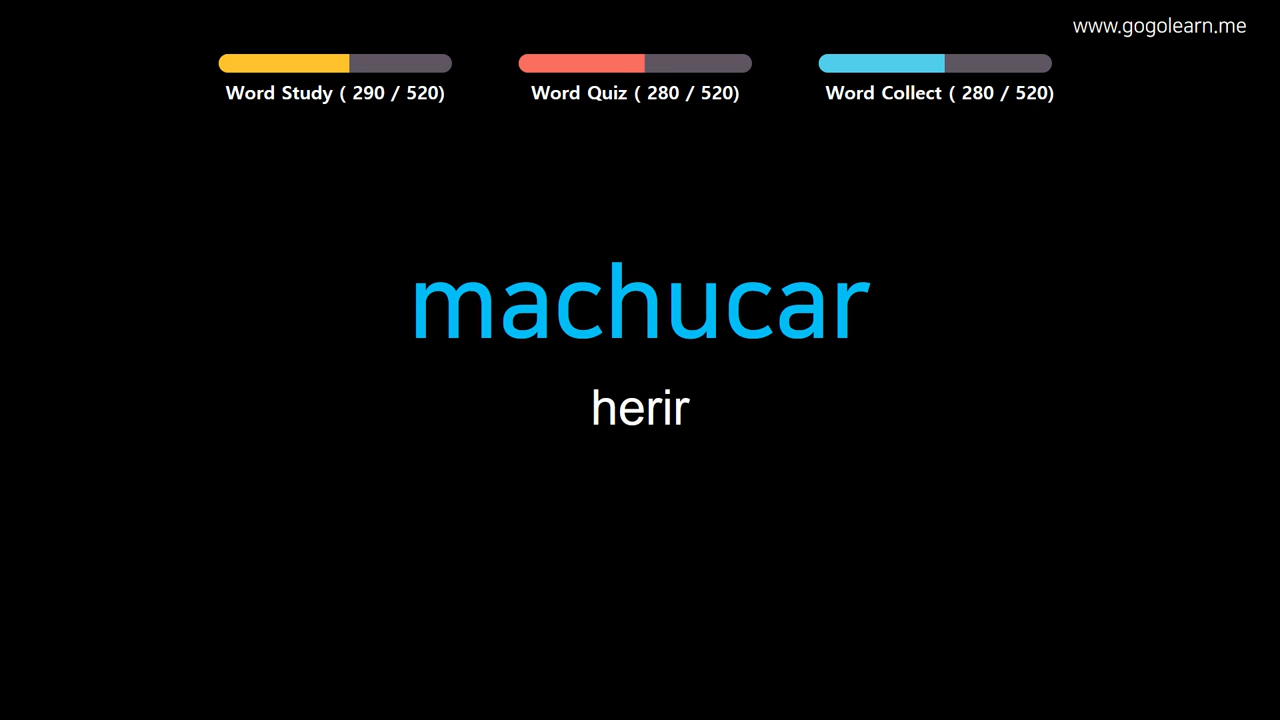 www.gogolearn.me
Word Study ( 290 / 520)
Word Quiz ( 280 / 520)
Word Collect ( 280 / 520)
machucar
herir